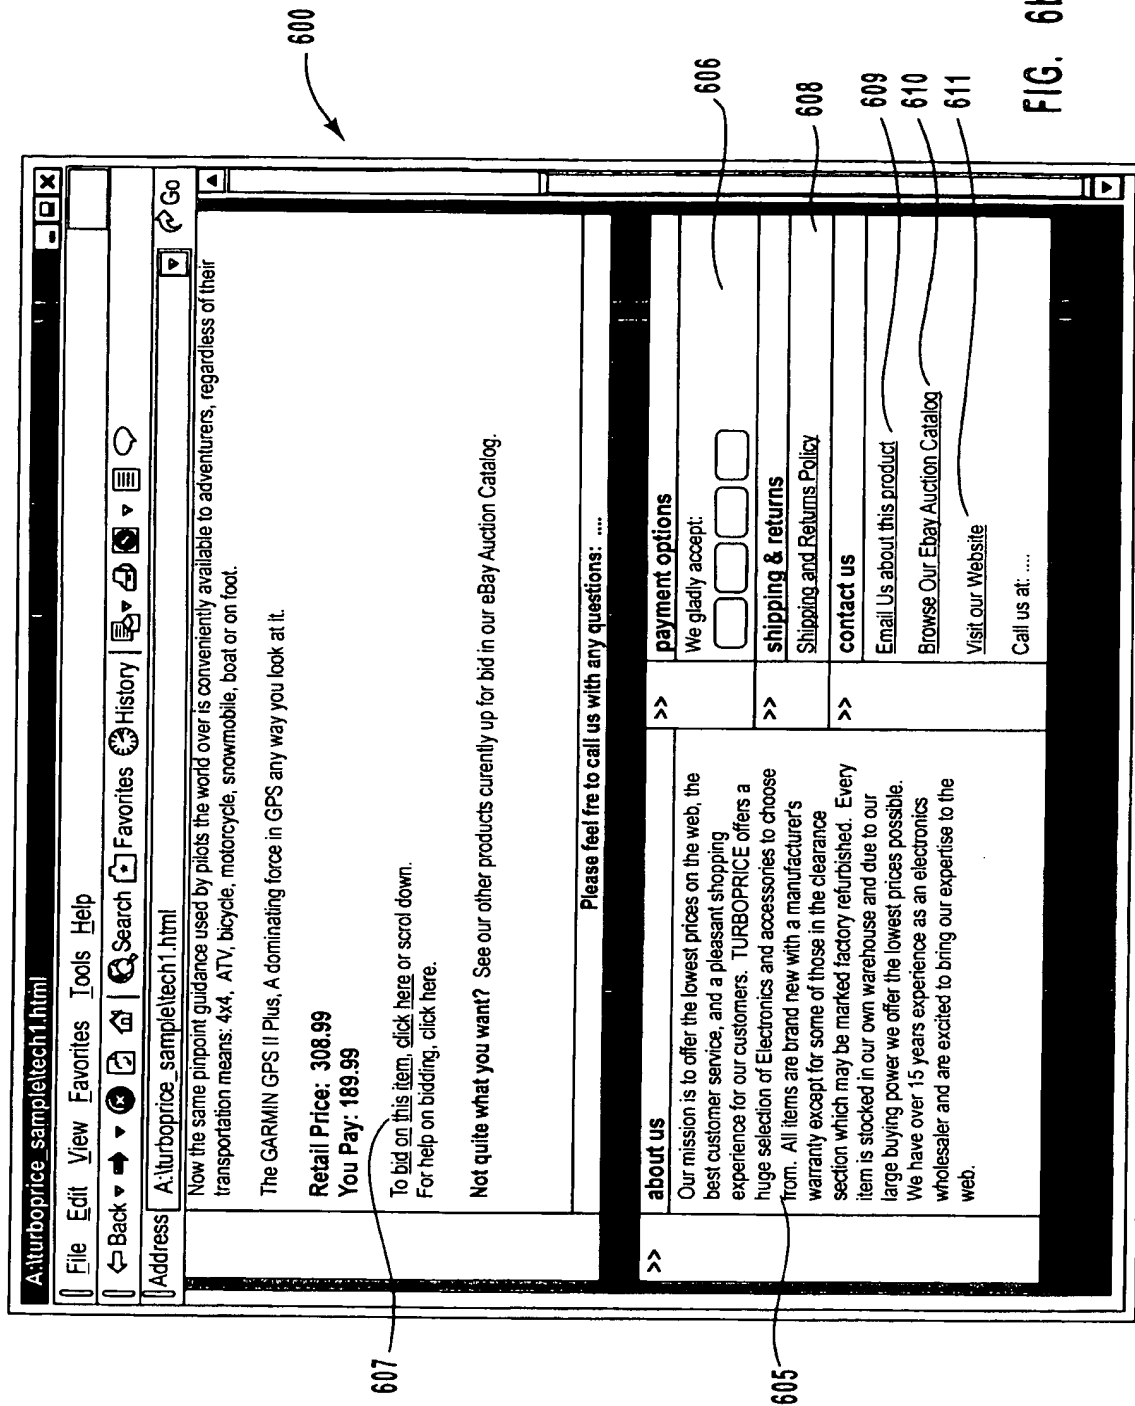 A:\turboprice_sample\tech1.html
File Edit View Favorites Tools Help
Back Search Favorites History
Address A:\turboprice_sample\tech1.html Go
Now the same pinpoint guidance used by pilots the world over is conveniently available to adventurers, regardless of their
transportation means: 4x4, ATV, bicycle, motorcycle, snowmobile, boat or on foot.
The GARMIN GPS II Plus, A dominating force in GPS any way you look at it.
Retail Price: 308.99
You Pay: 189.99
To bid on this item, click here or scrol down.
For help on bidding, click here.
Not quite what you want? See our other products curently up for bid in our eBay Auction Catalog.
Please feel fre to call us with any questions: ....
>> about us
Our mission is to offer the lowest prices on the web, the
best customer service, and a pleasant shopping
experience for our customers. TURBOPRICE offers a
huge selection of Electronics and accessories to choose
from. All items are brand new with a manufacturer's
warranty except for some of those in the clearance
section which may be marked factory refurbished. Every
item is stocked in our own warehouse and due to our
large buying power we offer the lowest prices possible.
We have over 15 years experience as an electronics
wholesaler and are excited to bring our expertise to the
web.
>> payment options
We gladly accept:
>> shipping & returns
Shipping and Returns Policy
>> contact us
Email Us about this product
Browse Our Ebay Auction Catalog
Visit our Website
Call us at: ....
600
606
608
609
610
611
607
605
FIG. 6b